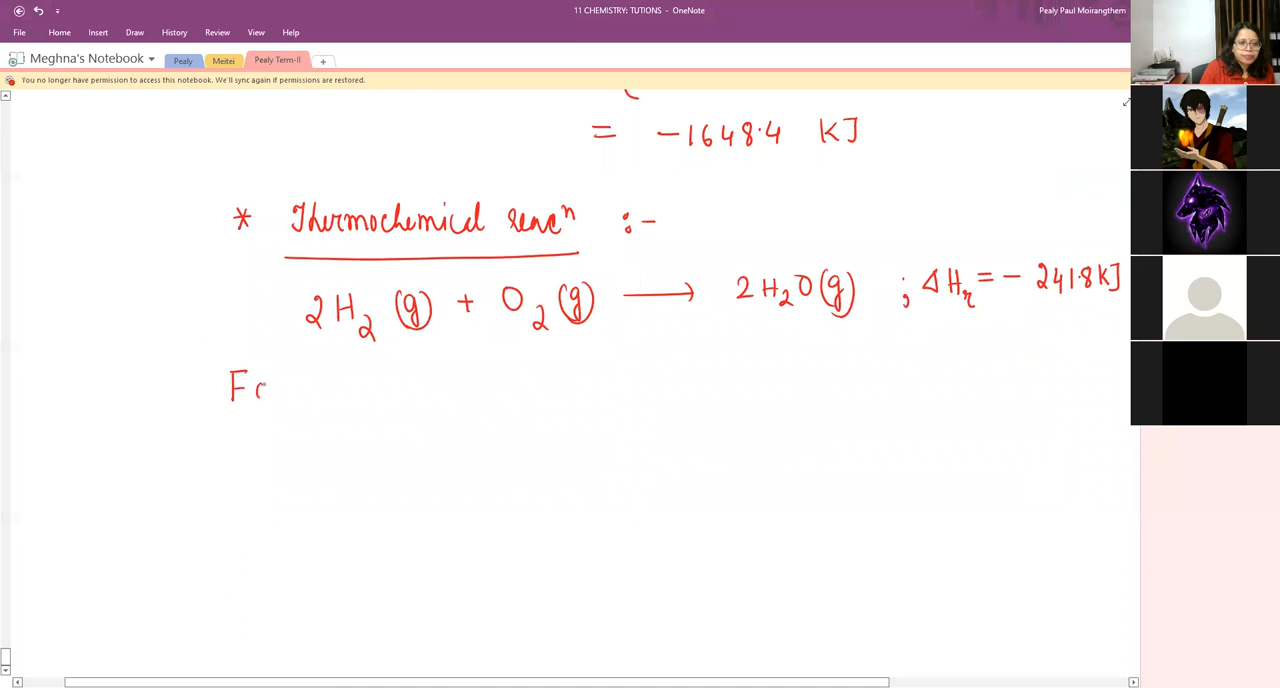 11 CHEMISTRY: TUTIONS - OneNote
Pealy Paul Moirangthem
File Home Insert Draw History Review View Help
Meghna's Notebook Pealy Meitei Pealy Term-II +
You no longer have permission to access this notebook. We'll sync again if permissions are restored.
= -1648.4 KJ
* Thermochemical reacⁿ :-
2H₂ (g) + O₂ (g) → 2H₂O(g) ; ΔHᵣ = - 241.8 KJ
Fo